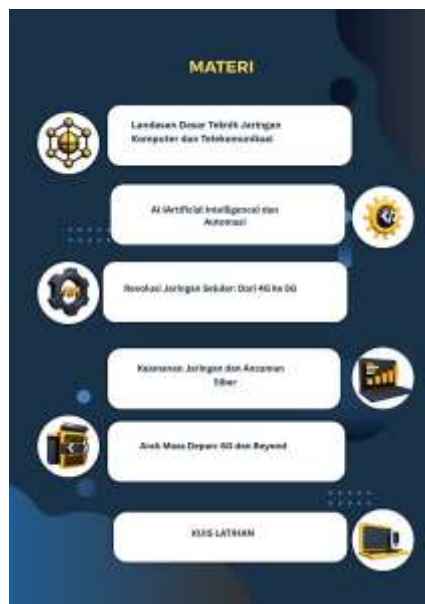 MATERI
Landasan Dasar Teknik Jaringan
Komputer dan Telekomunikasi
AI (Artificial Intelligence) dan
Automasi
Revolusi Jaringan Seluler: Dari 4G ke 5G
Keamanan Jaringan dan Ancaman
Siber
Arah Masa Depan: 6G dan Beyond
KUIS LATIHAN